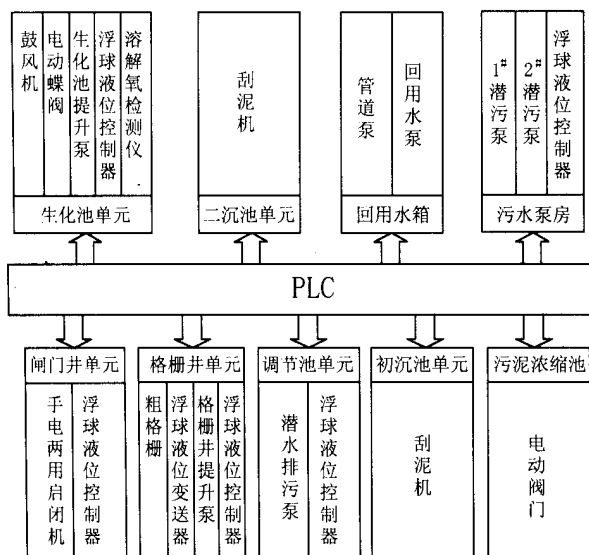 鼓风机
电动蝶阀
生化池提升泵
浮球液位控制器
溶解氧检测仪
生化池单元
刮泥机
二沉池单元
管道泵
回用水泵
回用水箱
1#潜污泵
2#潜污泵
浮球液位控制器
污水泵房
PLC
闸门井单元
手电两用启闭机
浮球液位控制器
格栅井单元
粗格栅
浮球液位变送器
格栅井提升泵
浮球液位控制器
调节池单元
潜水排污泵
浮球液位控制器
初沉池单元
刮泥机
污泥浓缩池
电动阀门